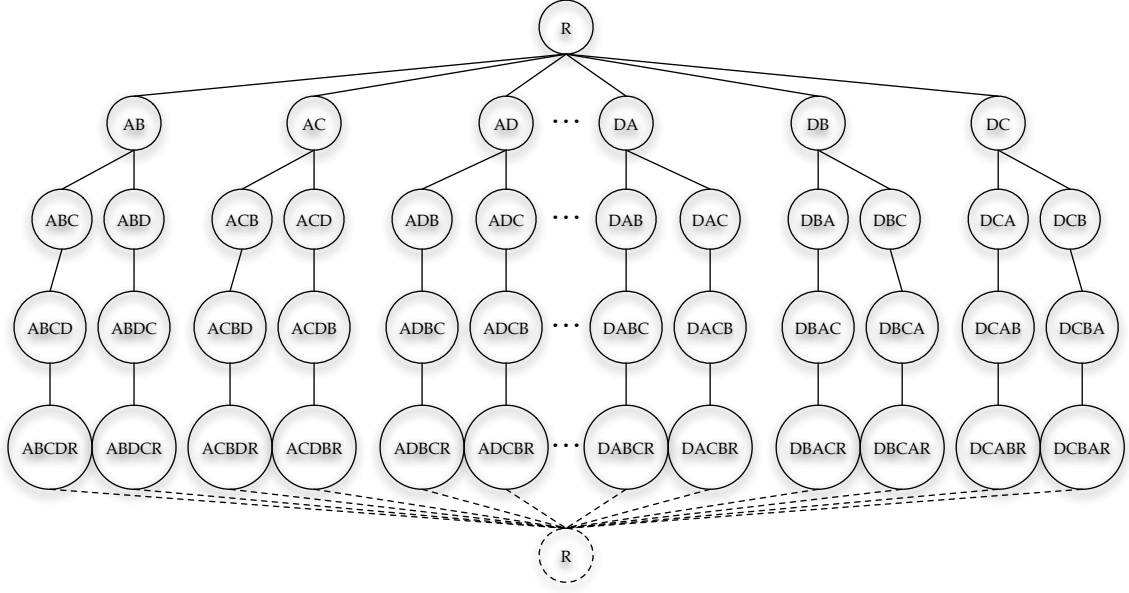 R
AB AC AD ... DA DB DC
ABC ABD ACB ACD ADB ADC ... DAB DAC DBA DBC DCA DCB
ABCD ABDC ACBD ACDB ADBC ADCB ... DABC DACB DBAC DBCA DCAB DCBA
ABCDR ABDCR ACBDR ACDBR ADBCR ADCBR ... DABCR DACBR DBACR DBCAR DCABR DCBAR
R